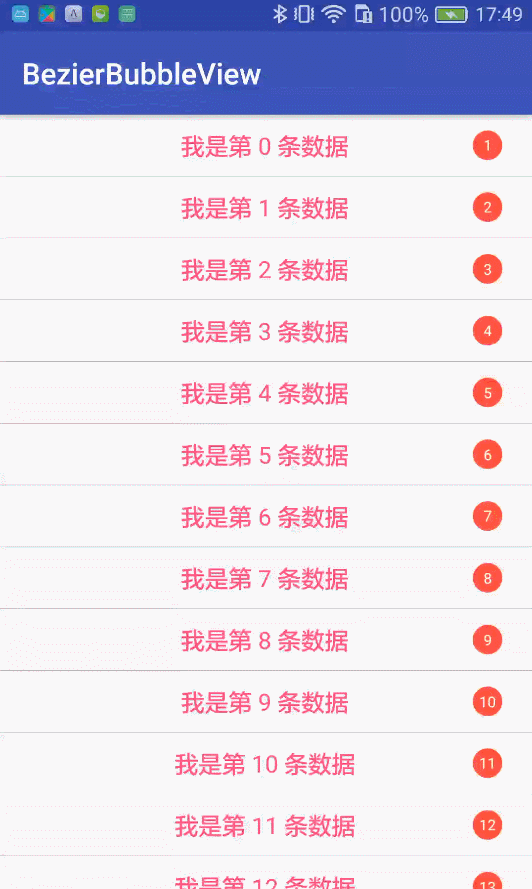 100% 17:49
BezierBubbleView
我是第 0 条数据 1
我是第 1 条数据 2
我是第 2 条数据 3
我是第 3 条数据 4
我是第 4 条数据 5
我是第 5 条数据 6
我是第 6 条数据 7
我是第 7 条数据 8
我是第 8 条数据 9
我是第 9 条数据 10
我是第 10 条数据 11
我是第 11 条数据 12
我是第 12 条数据 13